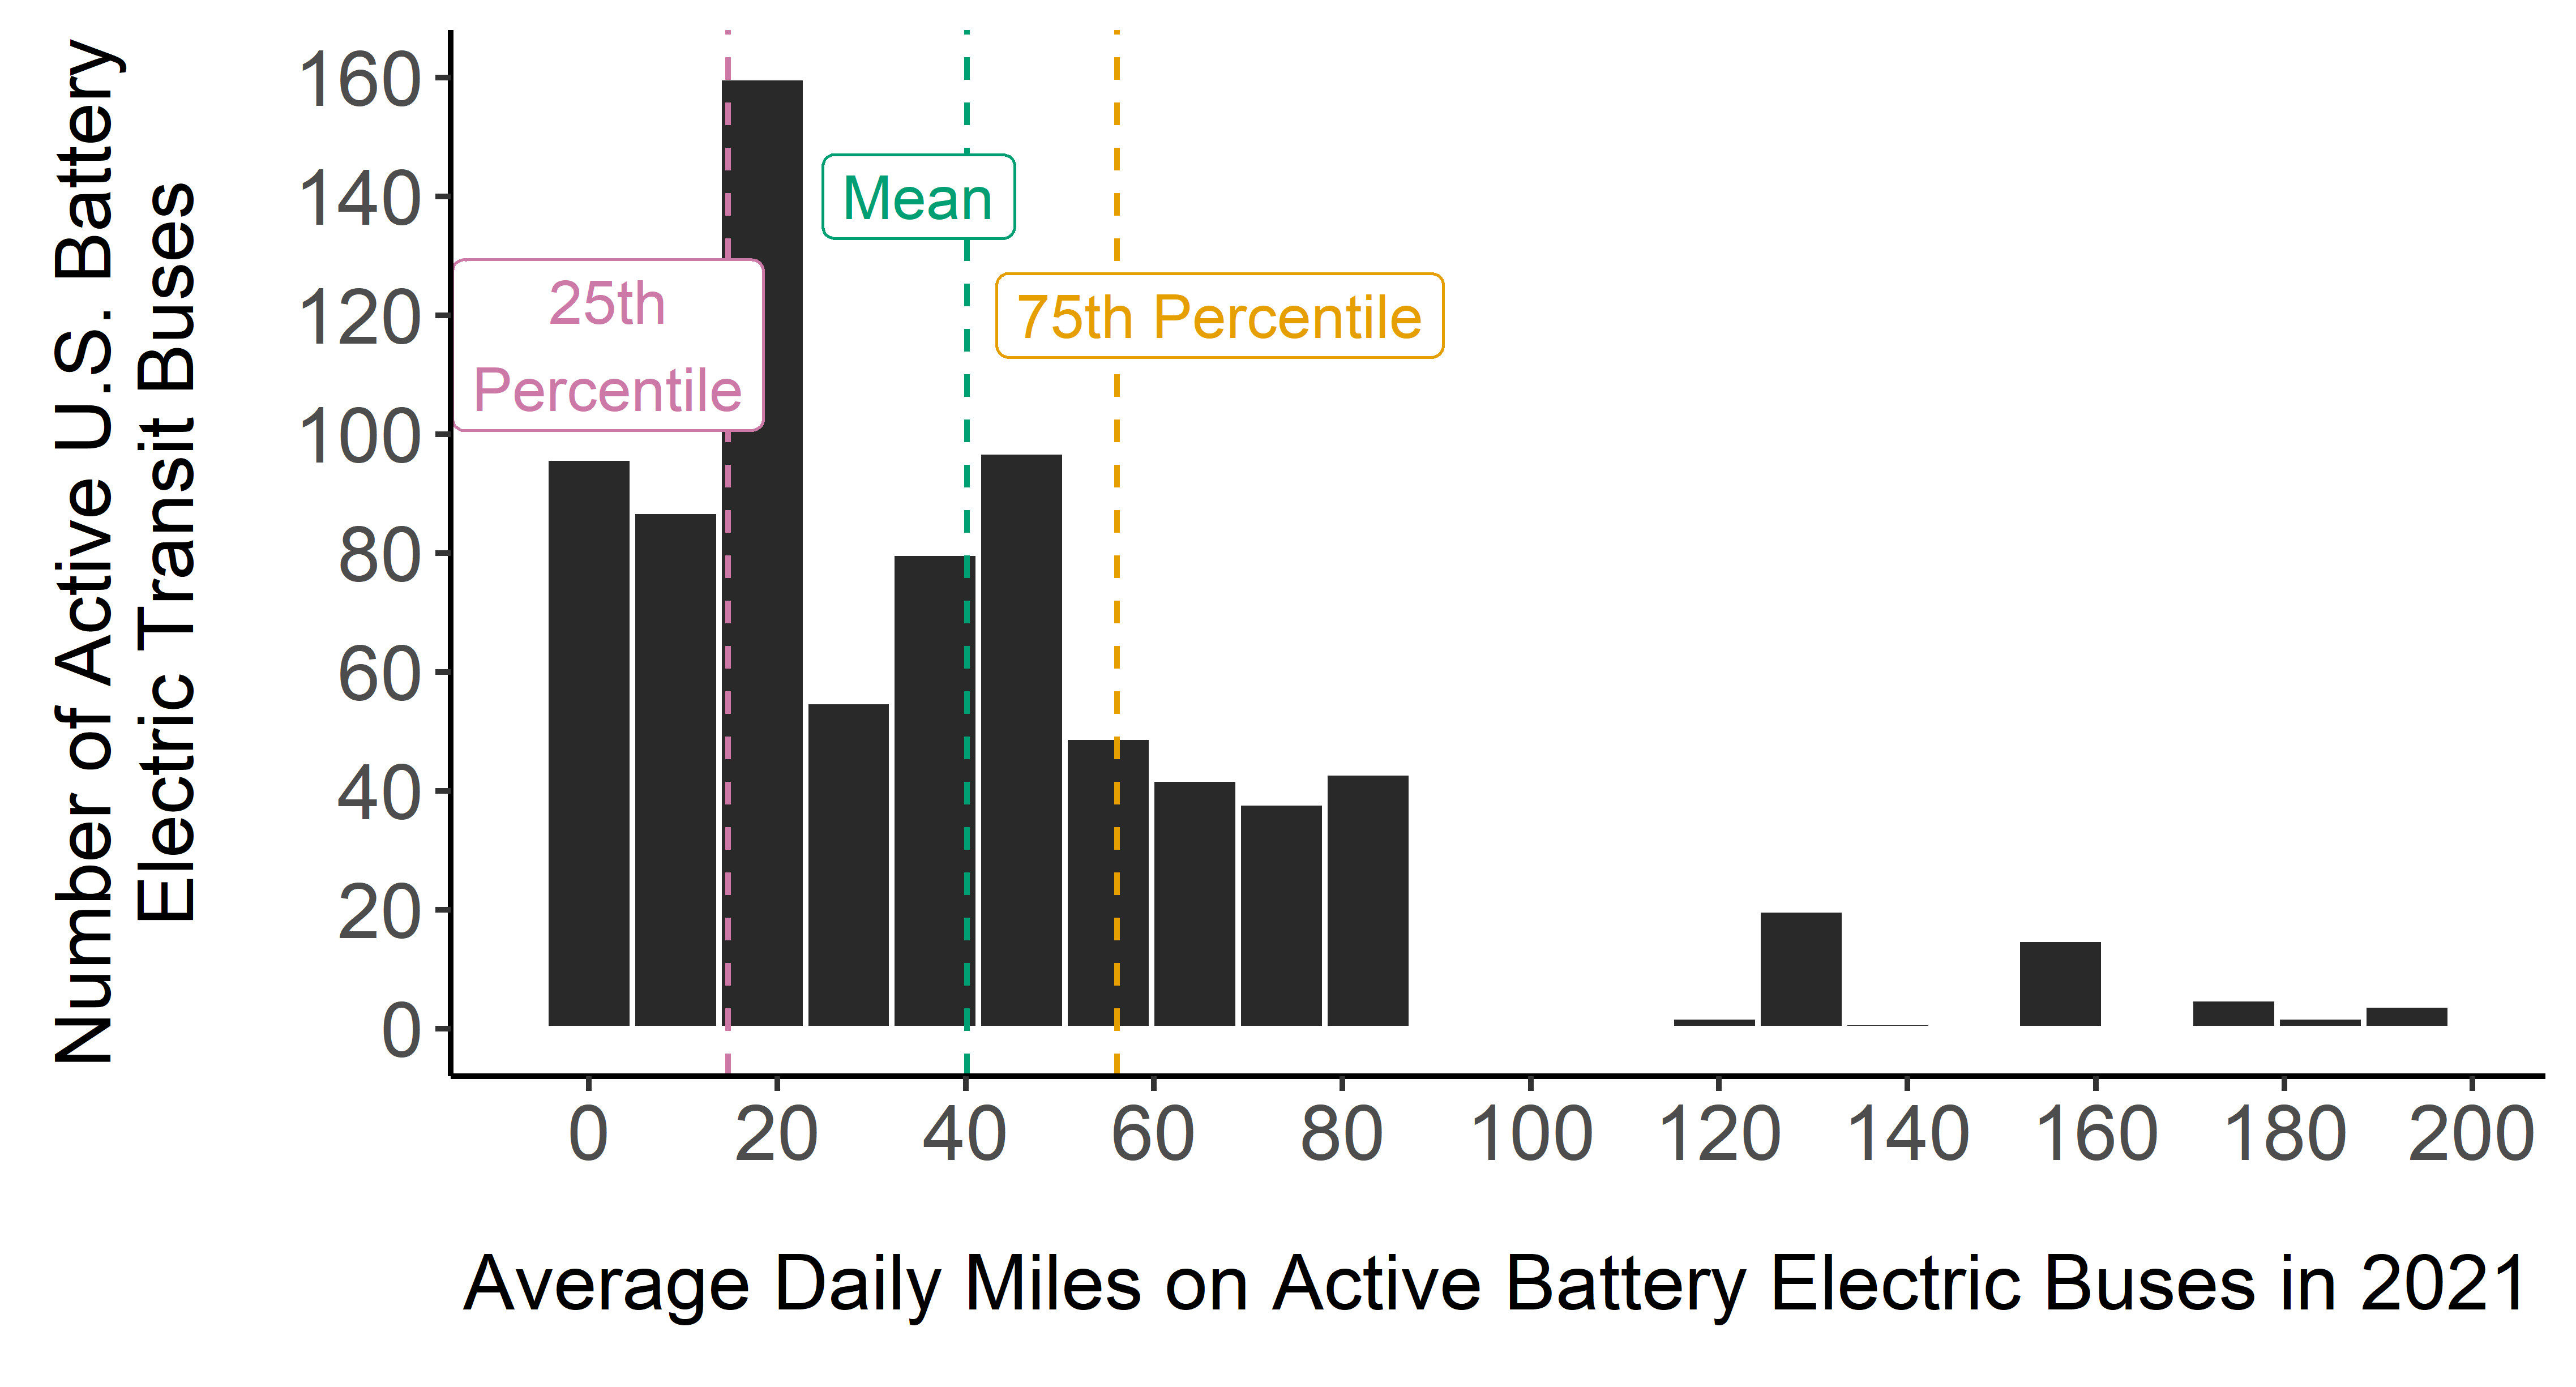 Number of Active U.S. Battery
Electric Transit Buses
160
140
120
100
80
60
40
20
0
25th
Percentile
Mean
75th Percentile
0 20 40 60 80 100 120 140 160 180 200
Average Daily Miles on Active Battery Electric Buses in 2021